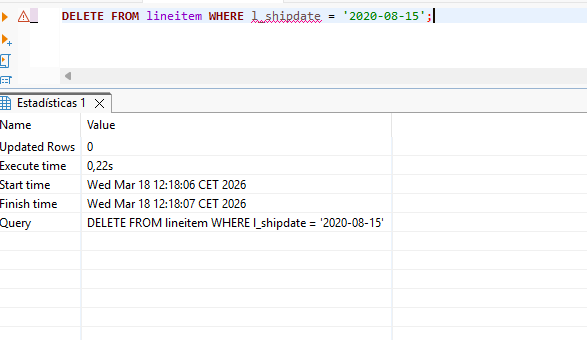 DELETE FROM lineitem WHERE l_shipdate = '2020-08-15';
Estadísticas 1
Name Value
Updated Rows 0
Execute time 0,22s
Start time Wed Mar 18 12:18:06 CET 2026
Finish time Wed Mar 18 12:18:07 CET 2026
Query DELETE FROM lineitem WHERE l_shipdate = '2020-08-15'